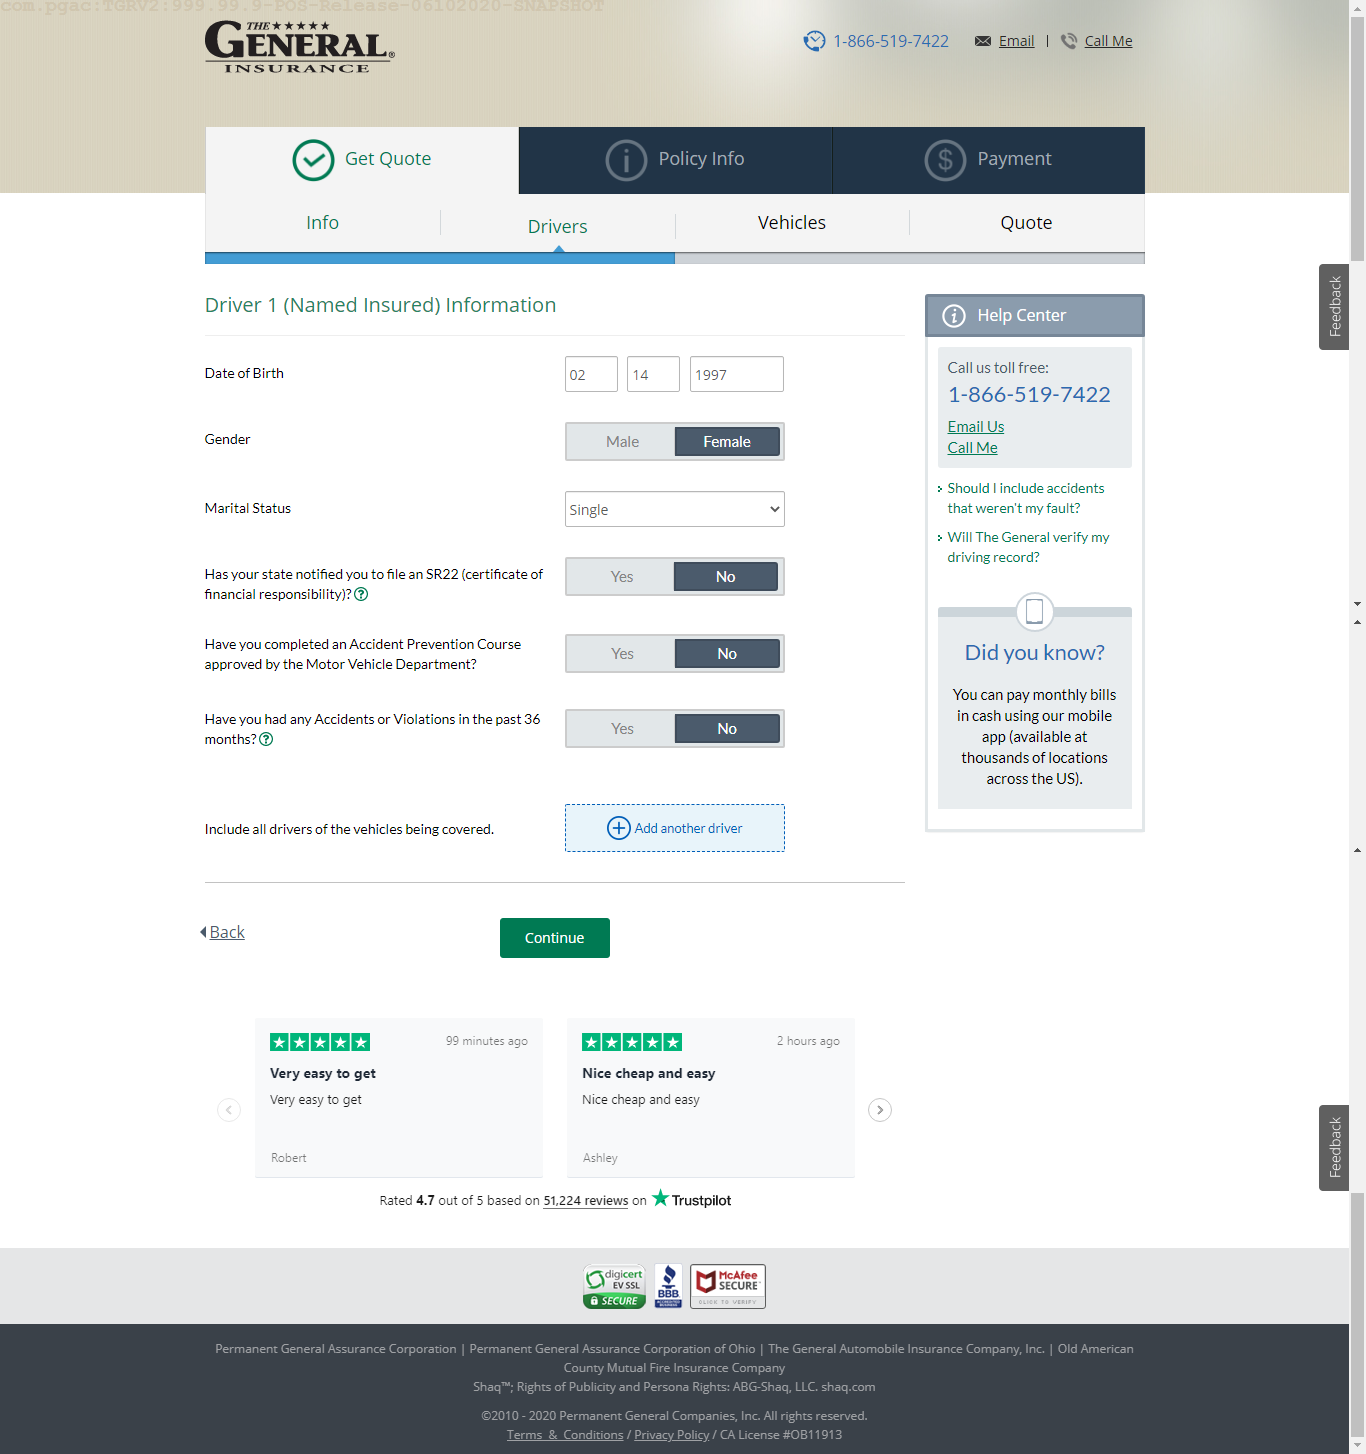 com.pgac:TGRV2:999.99.9-POS-Release-06102020-SNAPSHOT
THE
GENERAL®
INSURANCE
1-866-519-7422
Email | Call Me
Get Quote
Policy Info
Payment
Info
Drivers
Vehicles
Quote
Driver 1 (Named Insured) Information
Date of Birth
02 14 1997
Gender
Male Female
Marital Status
Single
Has your state notified you to file an SR22 (certificate of
financial responsibility)?
Yes No
Have you completed an Accident Prevention Course
approved by the Motor Vehicle Department?
Yes No
Have you had any Accidents or Violations in the past 36
months?
Yes No
Include all drivers of the vehicles being covered.
Add another driver
Back
Continue
Help Center
Call us toll free:
1-866-519-7422
Email Us
Call Me
Should I include accidents
that weren't my fault?
Will The General verify my
driving record?
Did you know?
You can pay monthly bills
in cash using our mobile
app (available at
thousands of locations
across the US).
Feedback
99 minutes ago
Very easy to get
Very easy to get
Robert
2 hours ago
Nice cheap and easy
Nice cheap and easy
Ashley
Rated 4.7 out of 5 based on 51,224 reviews on Trustpilot
Feedback
digicert
EV SSL
SECURE
BBB
ACCREDITED
BUSINESS
McAfee
SECURE
CLICK TO VERIFY
Permanent General Assurance Corporation | Permanent General Assurance Corporation of Ohio | The General Automobile Insurance Company, Inc. | Old American
County Mutual Fire Insurance Company
Shaq™; Rights of Publicity and Persona Rights: ABG-Shaq, LLC. shaq.com
©2010 - 2020 Permanent General Companies, Inc. All rights reserved.
Terms & Conditions / Privacy Policy / CA License #OB11913